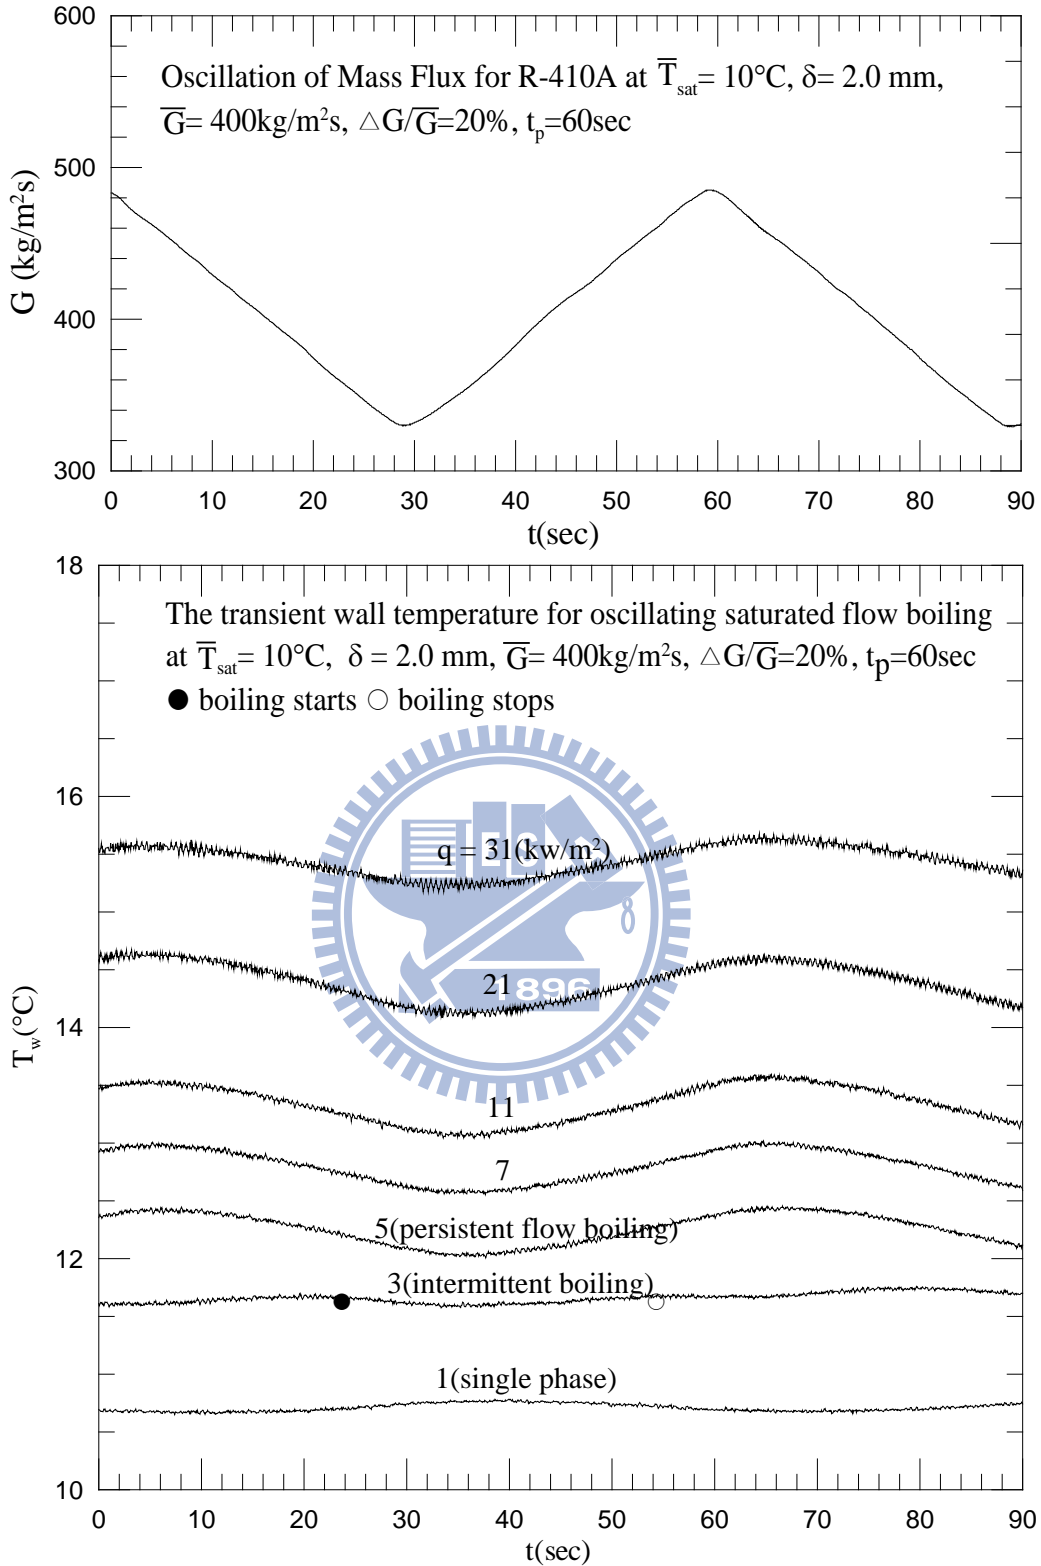 600
Oscillation of Mass Flux for R-410A at T̅sat= 10°C, δ= 2.0 mm,
G̅= 400kg/m²s, △G/G̅=20%, tp=60sec
500
G (kg/m²s)
400
300
0 10 20 30 40 50 60 70 80 90
t(sec)
18
The transient wall temperature for oscillating saturated flow boiling
at T̅sat= 10°C, δ = 2.0 mm, G̅= 400kg/m²s, △G/G̅=20%, tp=60sec
● boiling starts ○ boiling stops
16
q = 31(kw/m²)
21
1896
14
Tw(°C)
11
7
5(persistent flow boiling)
12
3(intermittent boiling)
1(single phase)
10
0 10 20 30 40 50 60 70 80 90
t(sec)